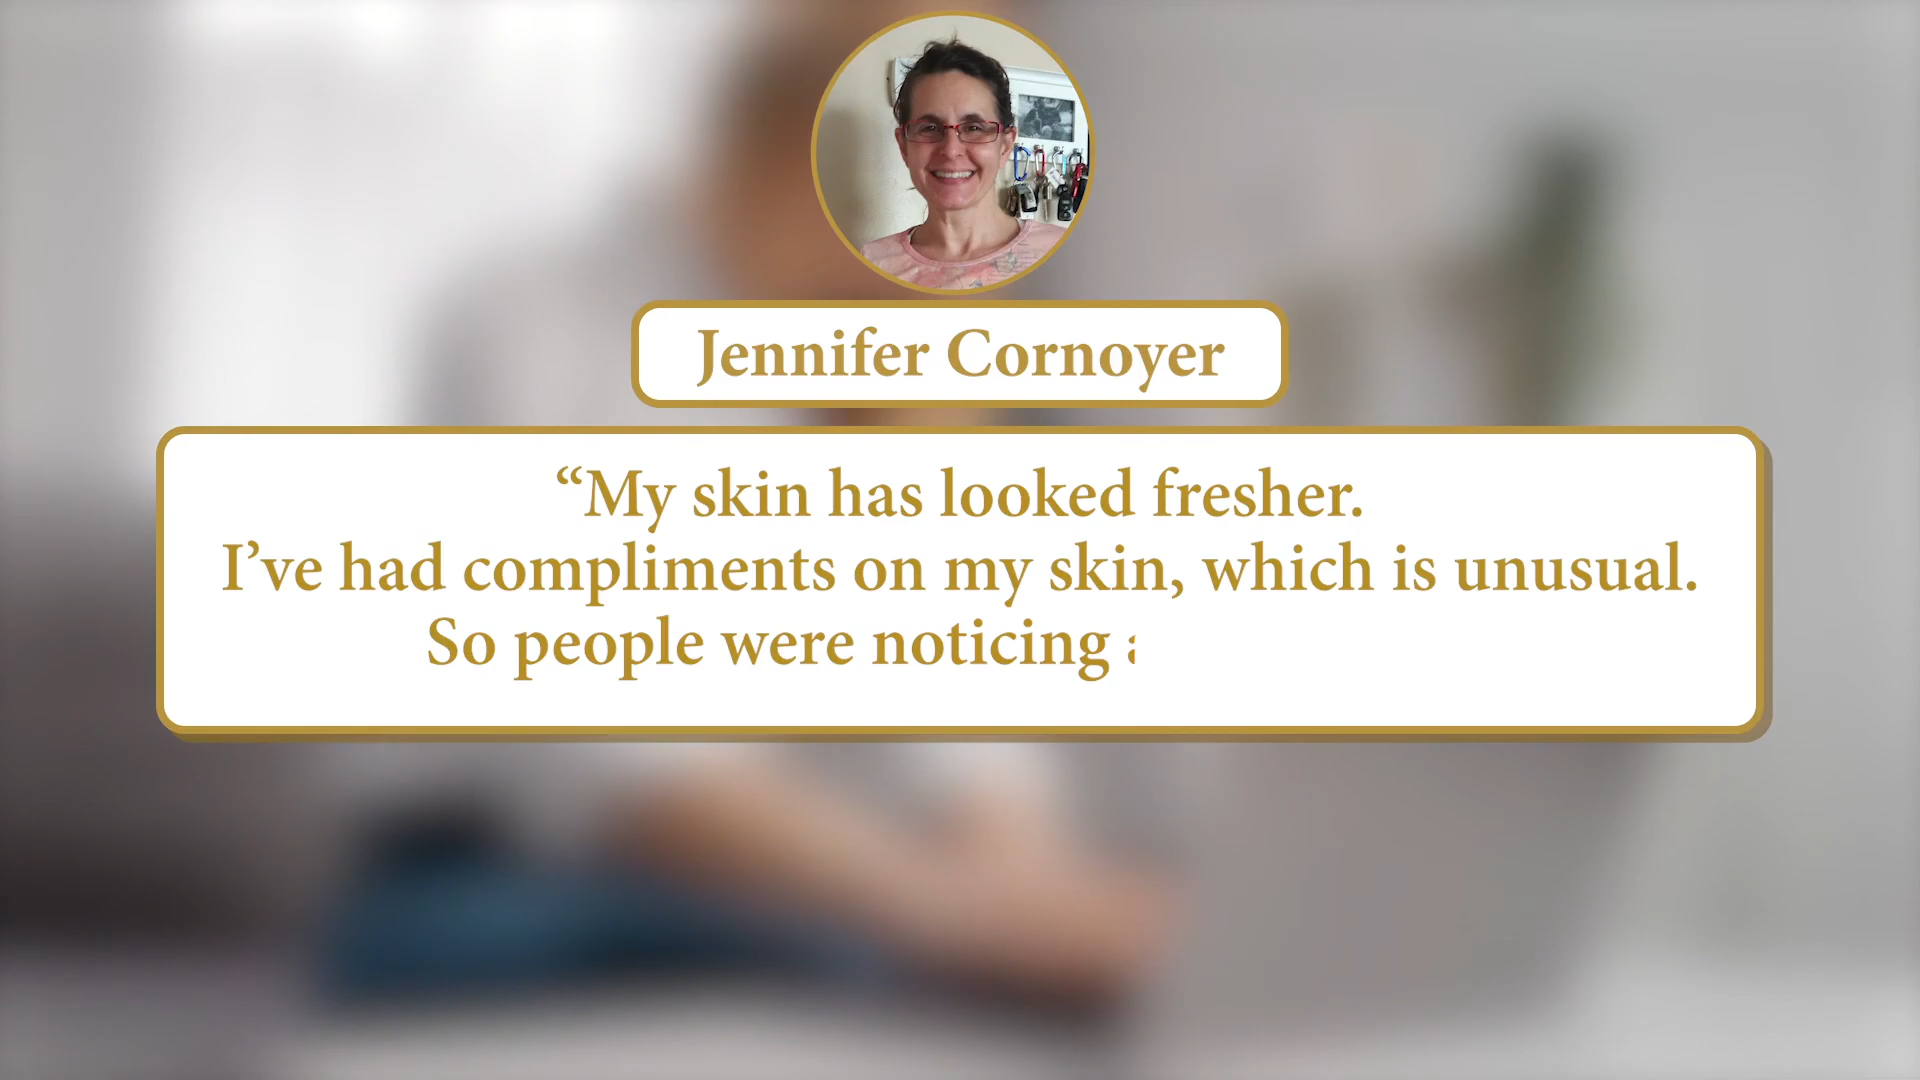 Jennifer Cornoyer
“My skin has looked fresher.
I’ve had compliments on my skin, which is unusual.
So people were noticing